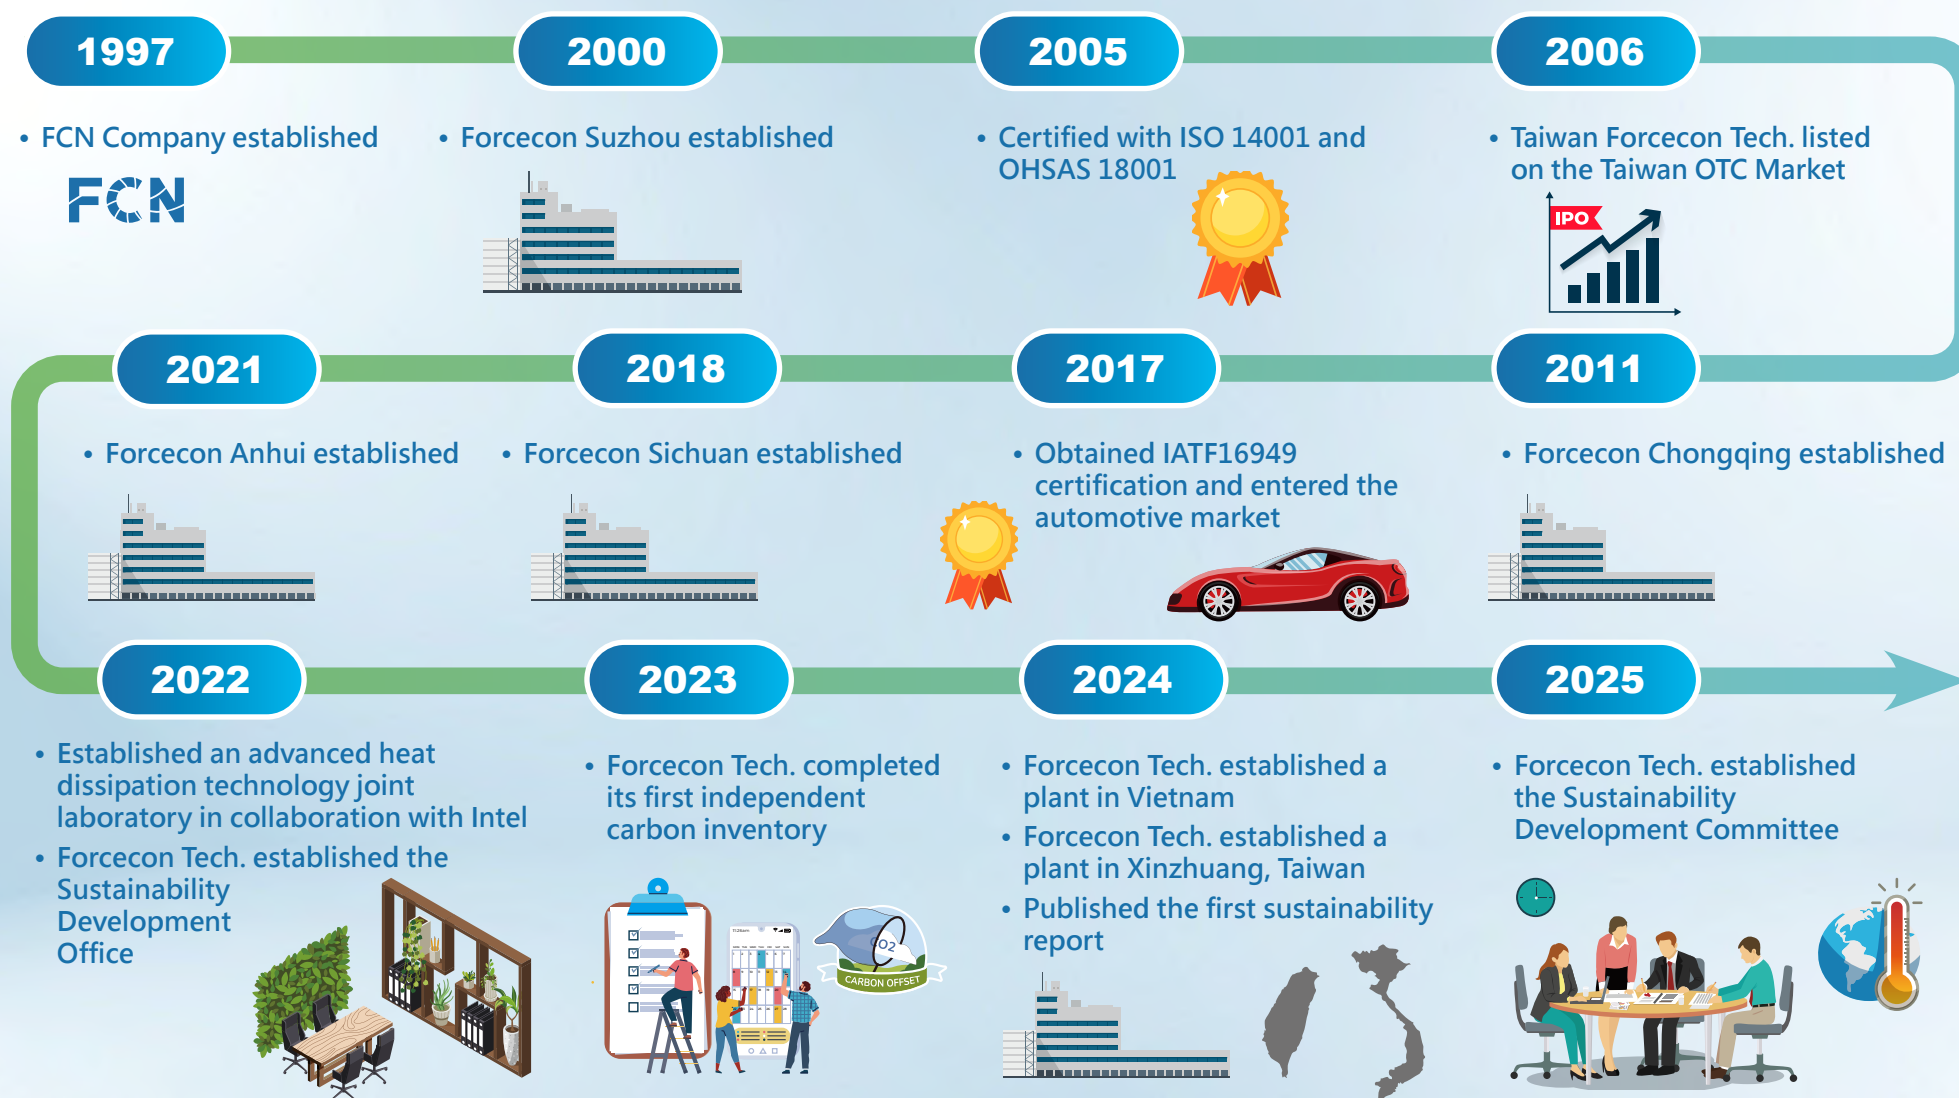 1997
2000
2005
2006
• FCN Company established
FCN
• Forcecon Suzhou established
• Certified with ISO 14001 and
OHSAS 18001
• Taiwan Forcecon Tech. listed
on the Taiwan OTC Market
IPO
2011
2017
2018
2021
• Forcecon Chongqing established
• Obtained IATF16949
certification and entered the
automotive market
• Forcecon Sichuan established
• Forcecon Anhui established
2022
2023
2024
2025
• Established an advanced heat
dissipation technology joint
laboratory in collaboration with Intel
• Forcecon Tech. established the
Sustainability
Development
Office
• Forcecon Tech. completed
its first independent
carbon inventory
CO2
CARBON OFFSET
• Forcecon Tech. established a
plant in Vietnam
• Forcecon Tech. established a
plant in Xinzhuang, Taiwan
• Published the first sustainability
report
• Forcecon Tech. established
the Sustainability
Development Committee